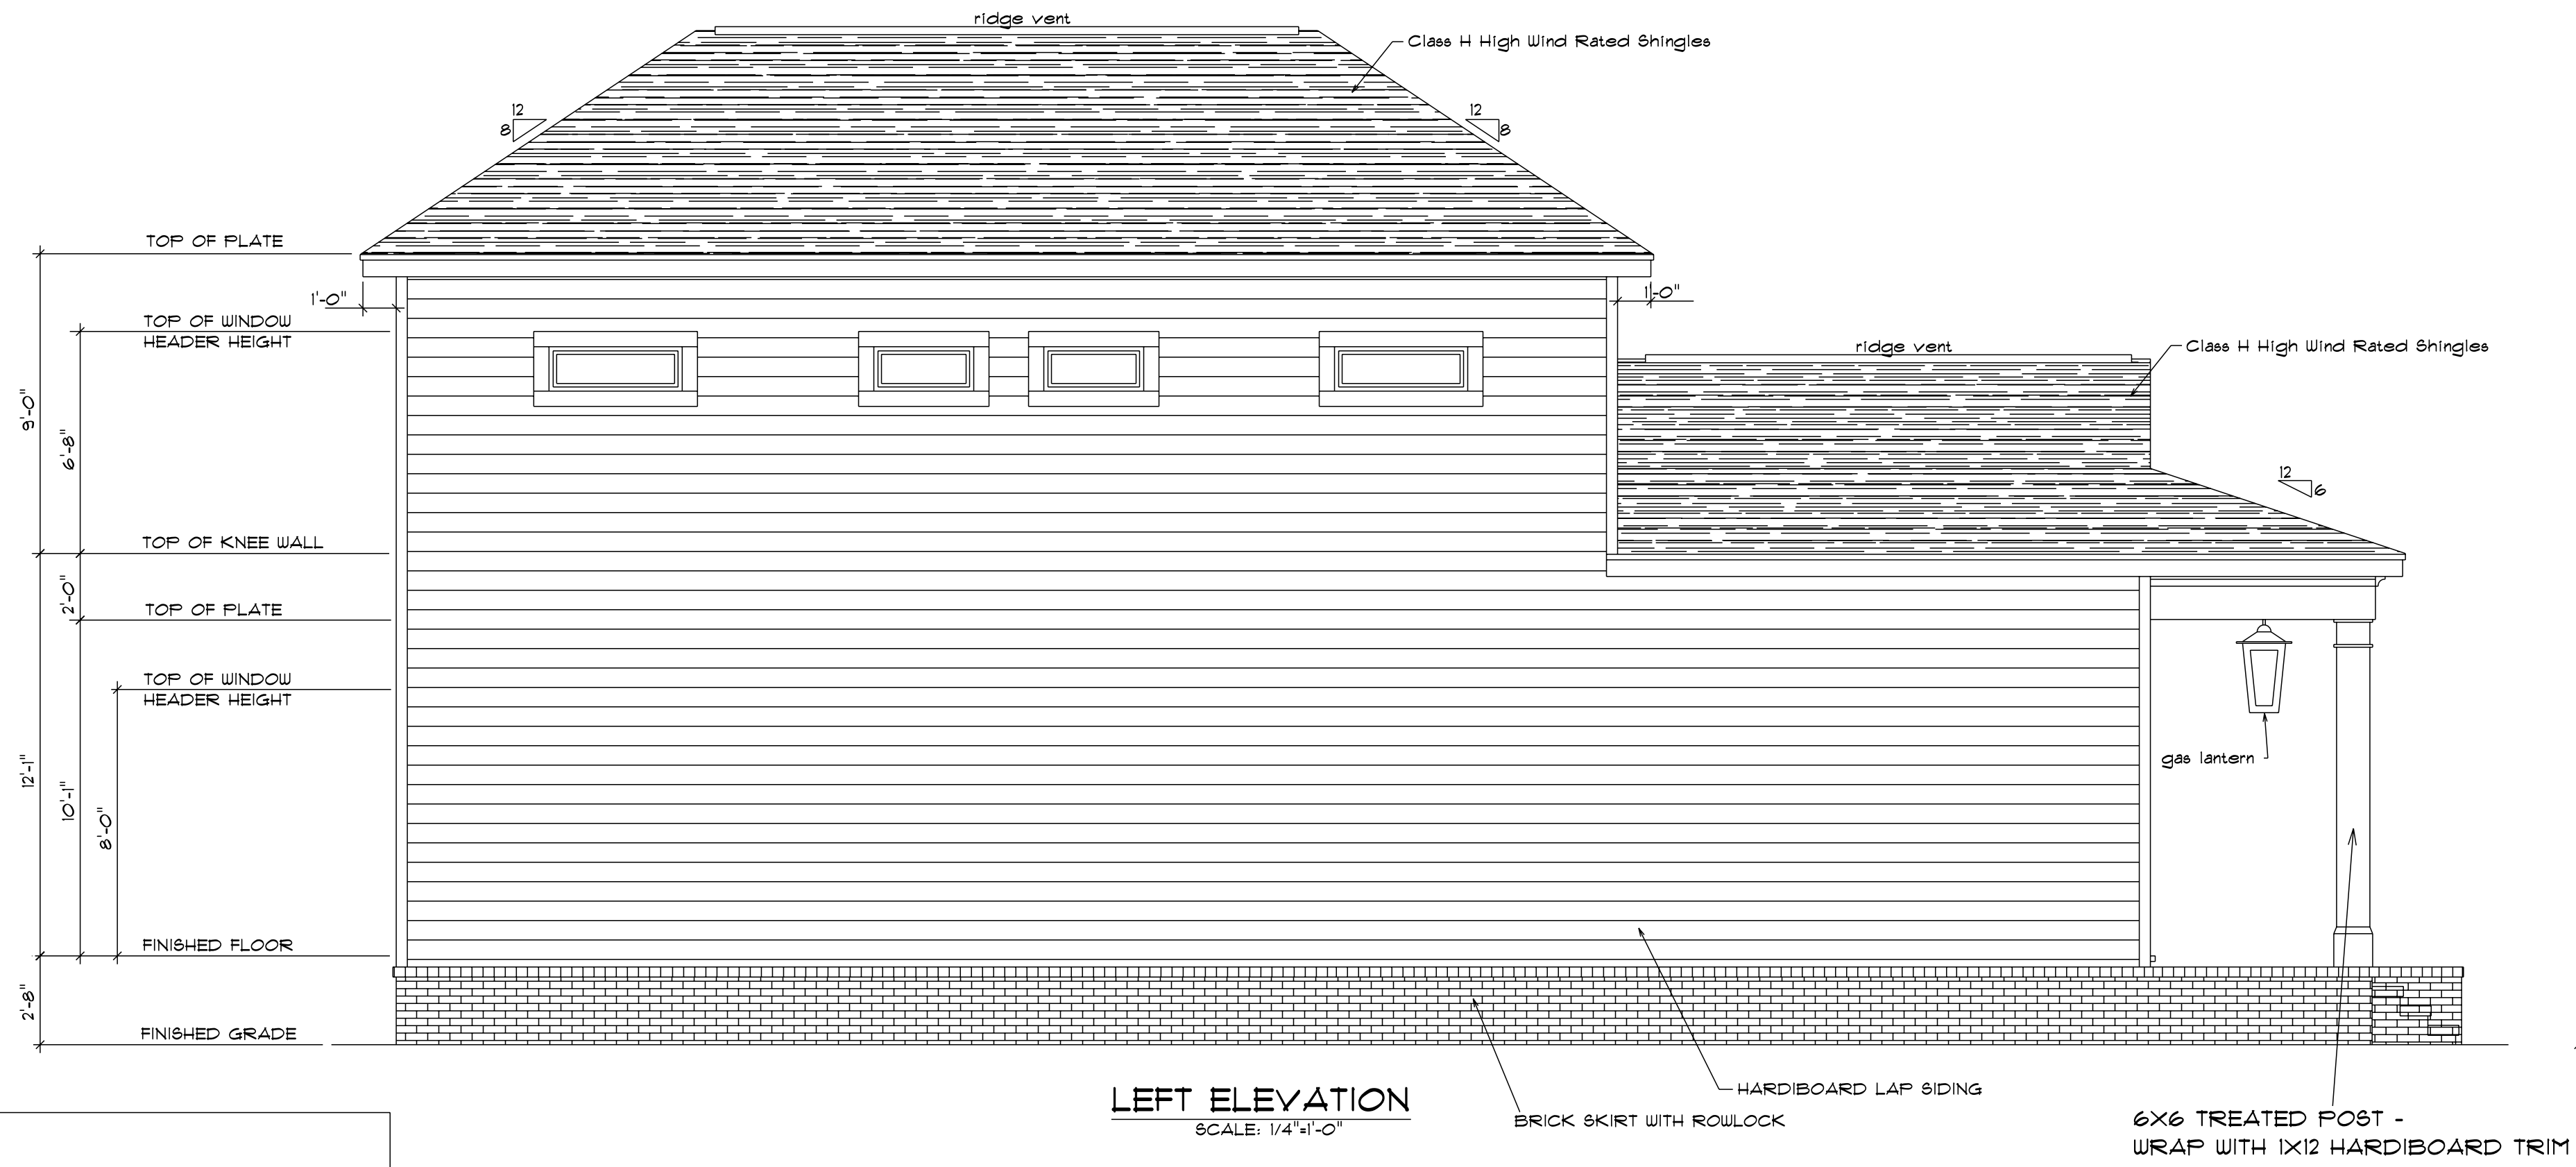 ridge vent
Class H High Wind Rated Shingles
12
8
12
8
TOP OF PLATE
1'-0"
1'-0"
TOP OF WINDOW
HEADER HEIGHT
ridge vent
Class H High Wind Rated Shingles
9'-0"
6'-8"
12
6
TOP OF KNEE WALL
2'-0"
TOP OF PLATE
TOP OF WINDOW
HEADER HEIGHT
gas lantern
12'-1"
10'-1"
8'-0"
FINISHED FLOOR
2'-8"
FINISHED GRADE
LEFT ELEVATION
SCALE: 1/4"=1'-0"
HARDIBOARD LAP SIDING
BRICK SKIRT WITH ROWLOCK
6X6 TREATED POST -
WRAP WITH 1X12 HARDIBOARD TRIM